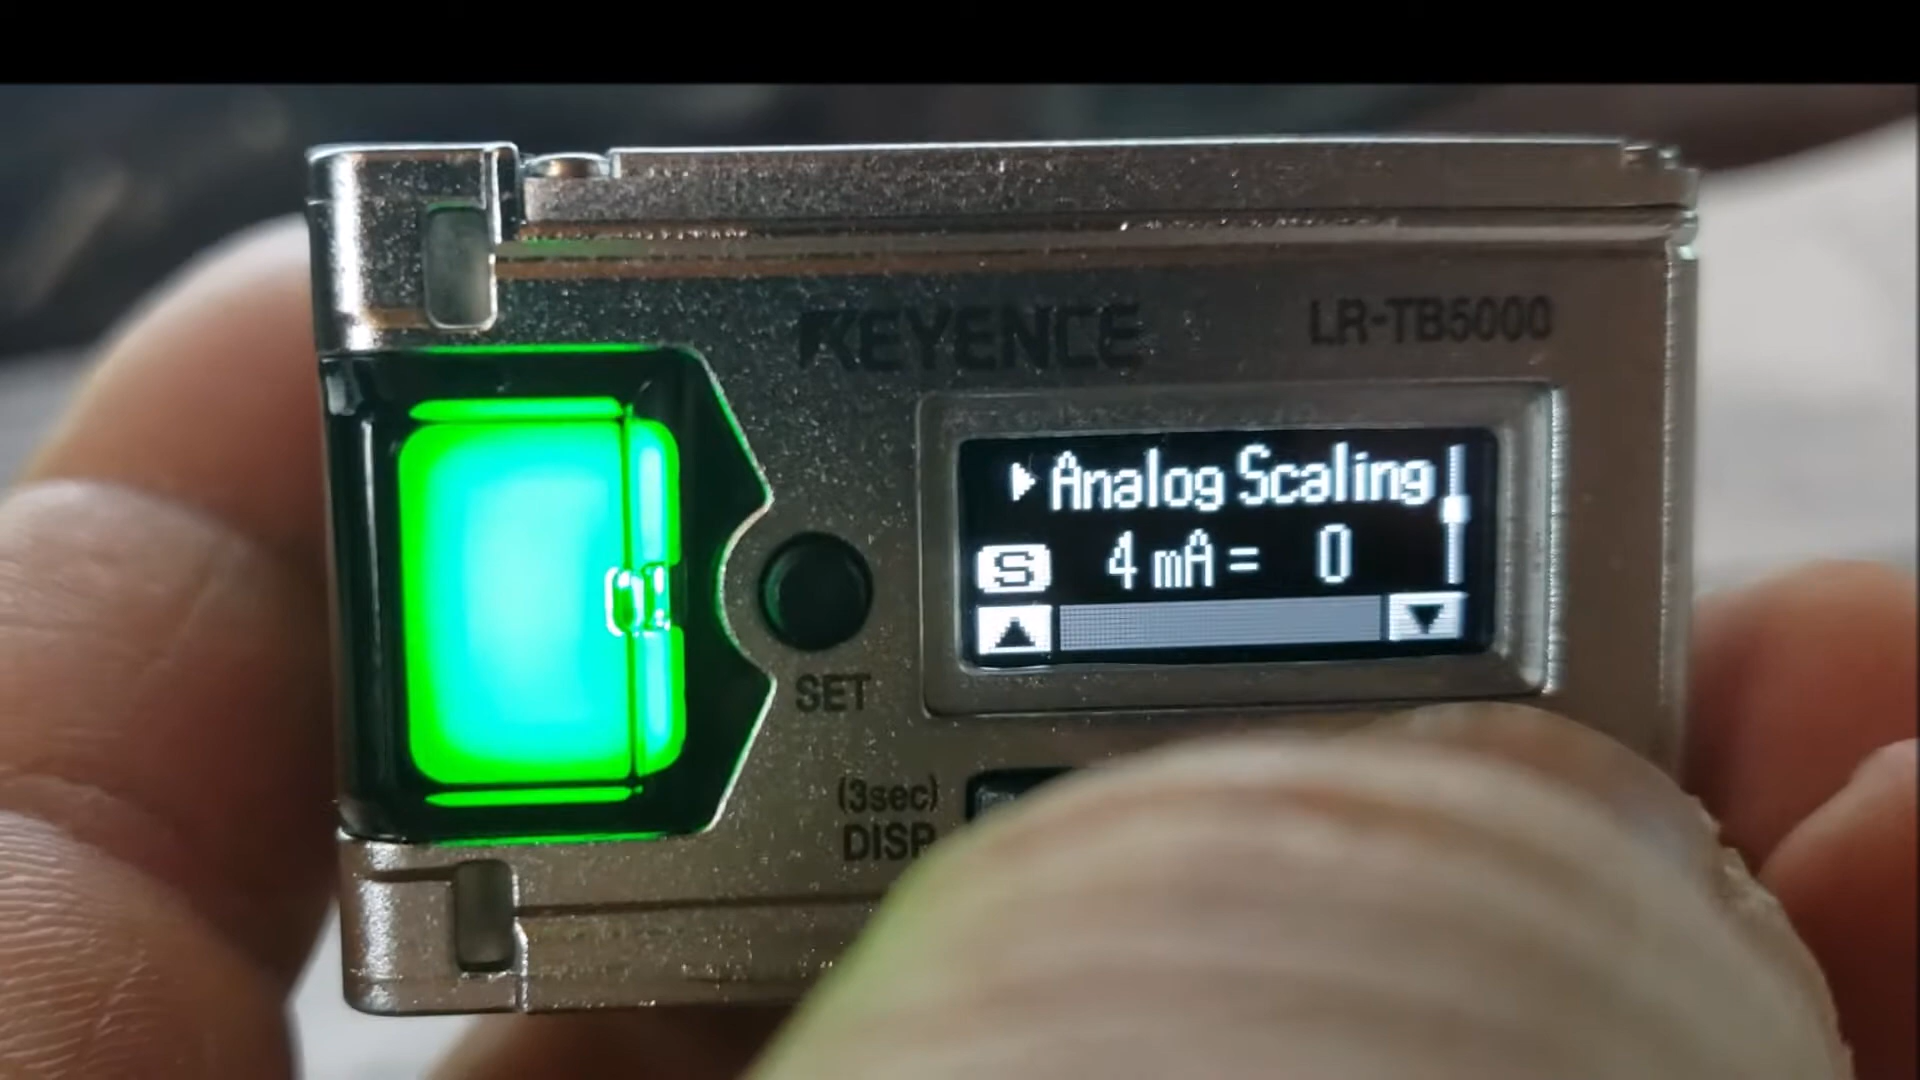 KEYENCE
LR-TB5000
Analog Scaling
S 4 mA = 0
SET
(3sec)
DISP